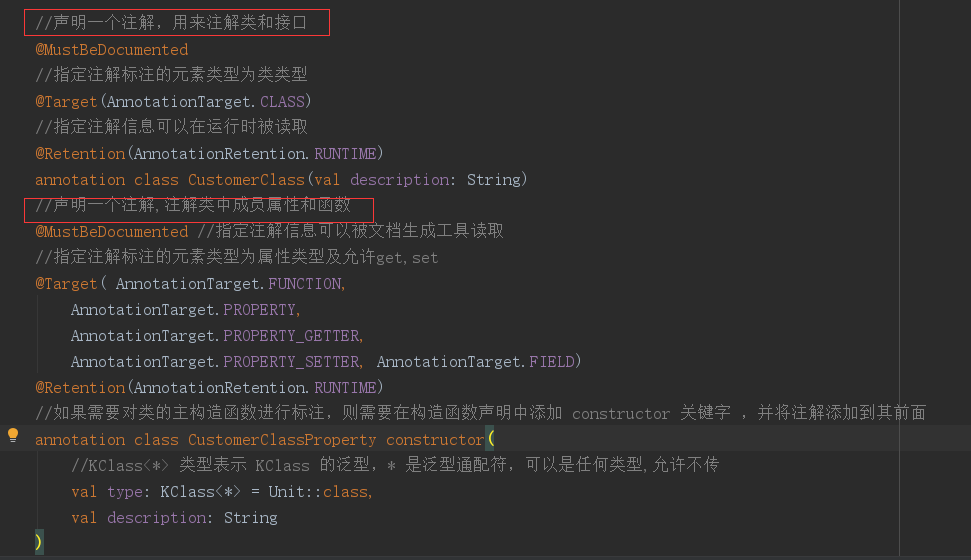 //声明一个注解，用来注解类和接口
@MustBeDocumented
//指定注解标注的元素类型为类类型
@Target(AnnotationTarget.CLASS)
//指定注解信息可以在运行时被读取
@Retention(AnnotationRetention.RUNTIME)
annotation class CustomerClass(val description: String)
//声明一个注解,注解类中成员属性和函数
@MustBeDocumented //指定注解信息可以被文档生成工具读取
//指定注解标注的元素类型为属性类型及允许get,set
@Target( AnnotationTarget.FUNCTION,
    AnnotationTarget.PROPERTY,
    AnnotationTarget.PROPERTY_GETTER,
    AnnotationTarget.PROPERTY_SETTER, AnnotationTarget.FIELD)
@Retention(AnnotationRetention.RUNTIME)
//如果需要对类的主构造函数进行标注，则需要在构造函数声明中添加 constructor 关键字 ，并将注解添加到其前面
annotation class CustomerClassProperty constructor(
    //KClass<*> 类型表示 KClass 的泛型，* 是泛型通配符，可以是任何类型,允许不传
    val type: KClass<*> = Unit::class,
    val description: String
)